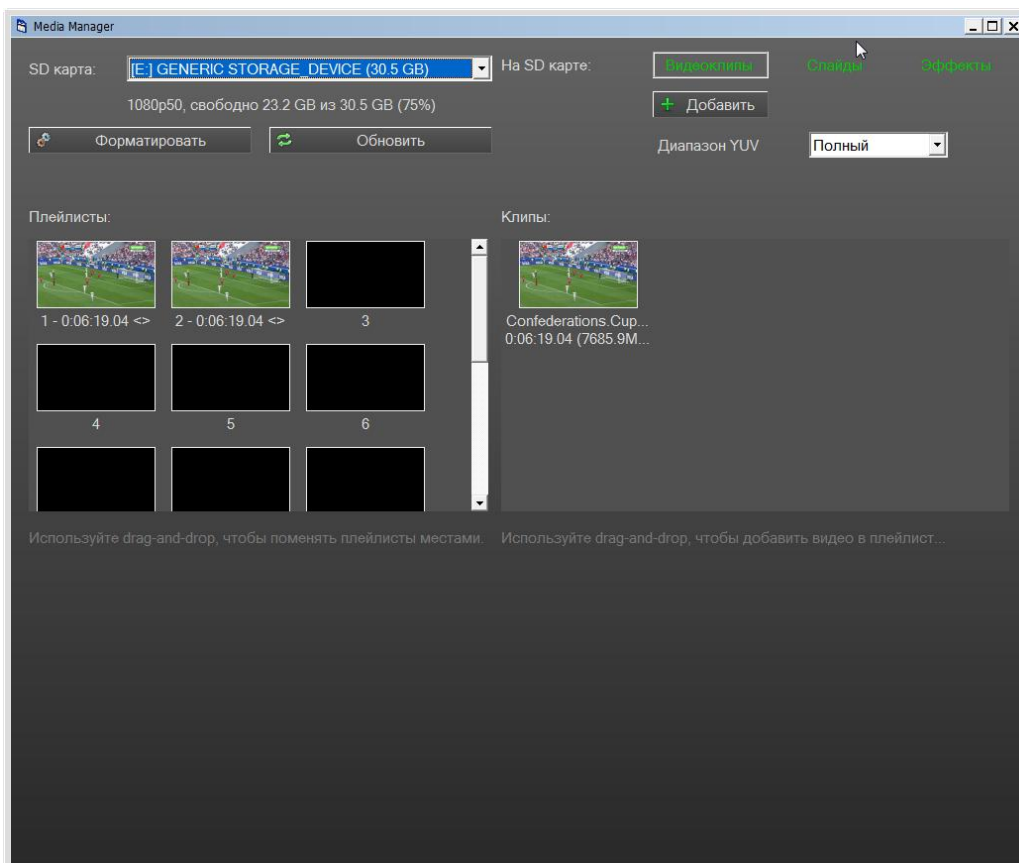 Media Manager
SD карта: [E:] GENERIC STORAGE_DEVICE (30.5 GB)
На SD карте: Видеоклипы Слайды Эффекты
1080p50, свободно 23.2 GB из 30.5 GB (75%)
+ Добавить
Форматировать Обновить
Диапазон YUV Полный
Плейлисты:
Клипы:
1 - 0:06:19.04 <> 2 - 0:06:19.04 <> 3
Confederations.Cup...
0:06:19.04 (7685.9M...
4 5 6
Используйте drag-and-drop, чтобы поменять плейлисты местами.
Используйте drag-and-drop, чтобы добавить видео в плейлист...